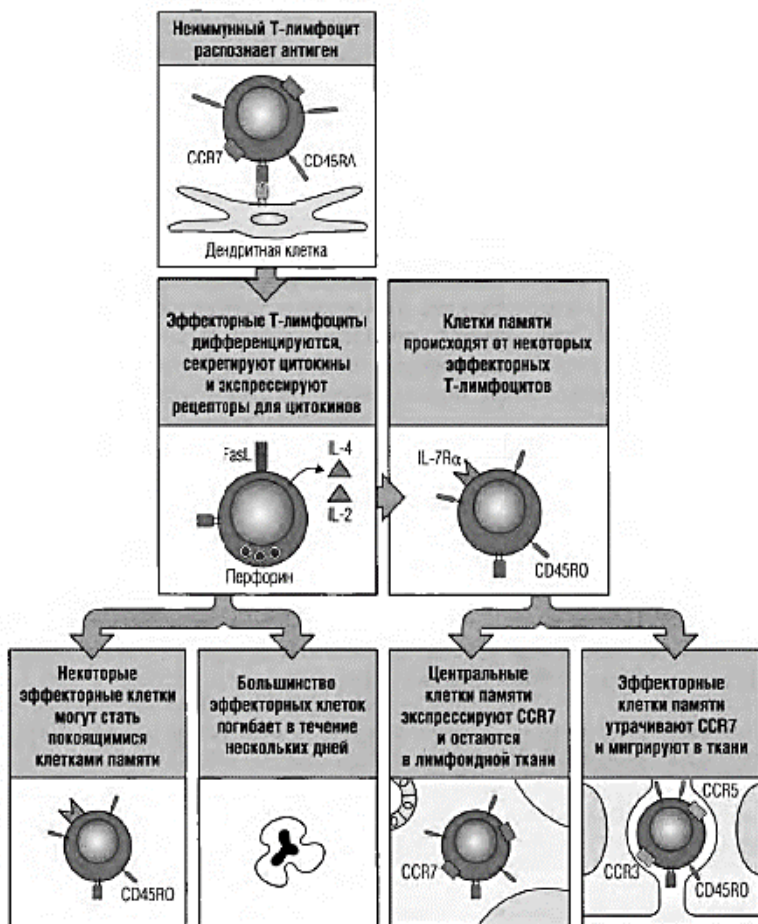 Неиммунный Т-лимфоцит
распознает антиген
CCR7
CD45RA
Дендритная клетка
Эффекторные Т-лимфоциты
дифференцируются,
секретируют цитокины
и экспрессируют
рецепторы для цитокинов
FasL
IL-4
IL-2
Перфорин
Клетки памяти
происходят от некоторых
эффекторных
Т-лимфоцитов
IL-7Rα
CD45RO
Некоторые
эффекторные клетки
могут стать
покоящимися
клетками памяти
CD45RO
Большинство
эффекторных клеток
погибает в течение
нескольких дней
Центральные
клетки памяти
экспрессируют CCR7
и остаются
в лимфоидной ткани
CCR7
Эффекторные
клетки памяти
утрачивают CCR7
и мигрируют в ткани
CCR5
CCR3
CD45RO